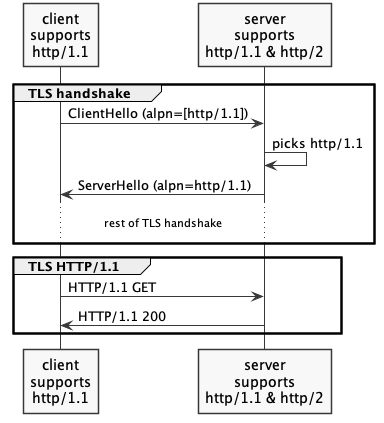 client
supports
http/1.1
server
supports
http/1.1 & http/2
TLS handshake
ClientHello (alpn=[http/1.1])
picks http/1.1
ServerHello (alpn=http/1.1)
rest of TLS handshake
TLS HTTP/1.1
HTTP/1.1 GET
HTTP/1.1 200
client
supports
http/1.1
server
supports
http/1.1 & http/2